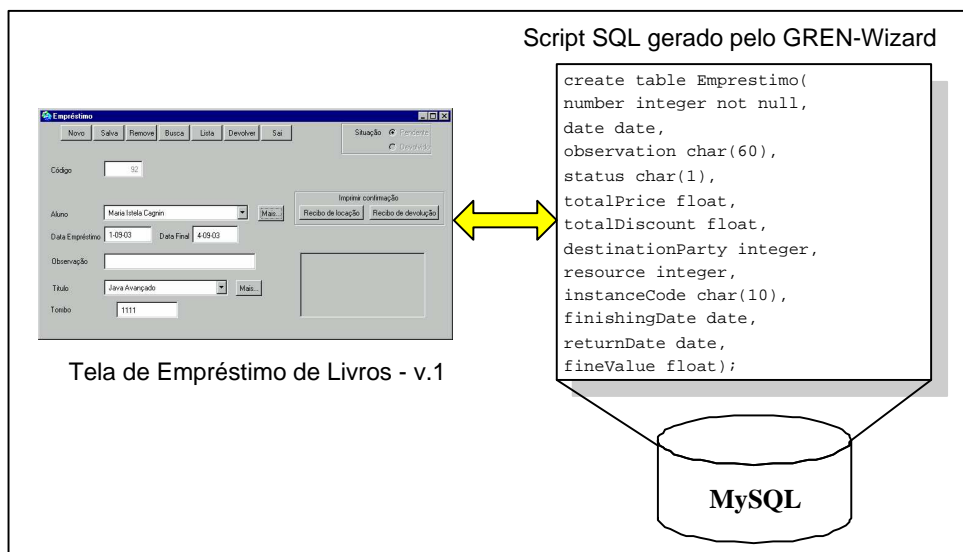 Script SQL gerado pelo GREN-Wizard
Empréstimo
Novo Salva Remove Busca Lista Devolver Sai
Situação Pendente
Devolvido
Código 92
Imprimir confirmação
Recibo de locação Recibo de devolução
Aluno Maria Istela Cagnin Mais...
Data Empréstimo 1-09-03 Data Final 4-09-03
Observação
Título Java Avançado Mais...
Tombo 1111
Tela de Empréstimo de Livros - v.1
create table Emprestimo(
number integer not null,
date date,
observation char(60),
status char(1),
totalPrice float,
totalDiscount float,
destinationParty integer,
resource integer,
instanceCode char(10),
finishingDate date,
returnDate date,
fineValue float);
MySQL